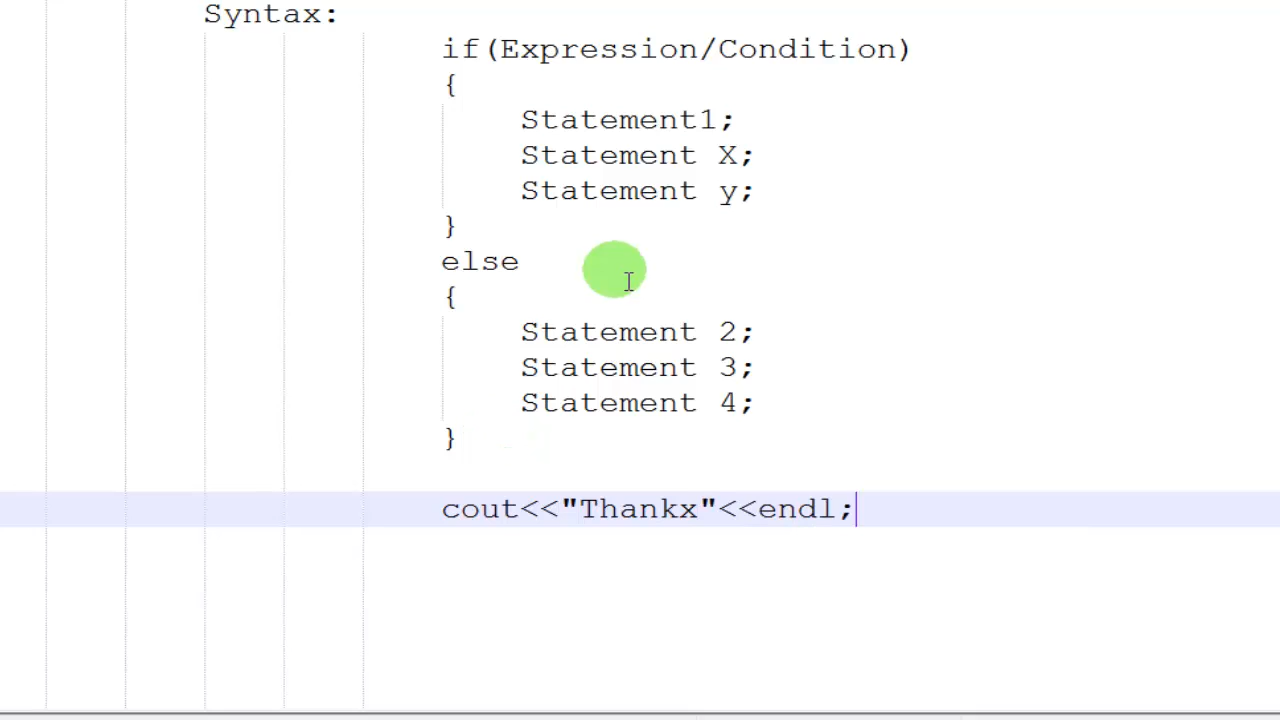 Syntax:
if(Expression/Condition)
{
Statement1;
Statement X;
Statement y;
}
else
{
Statement 2;
Statement 3;
Statement 4;
}
cout<<"Thankx"<<endl;